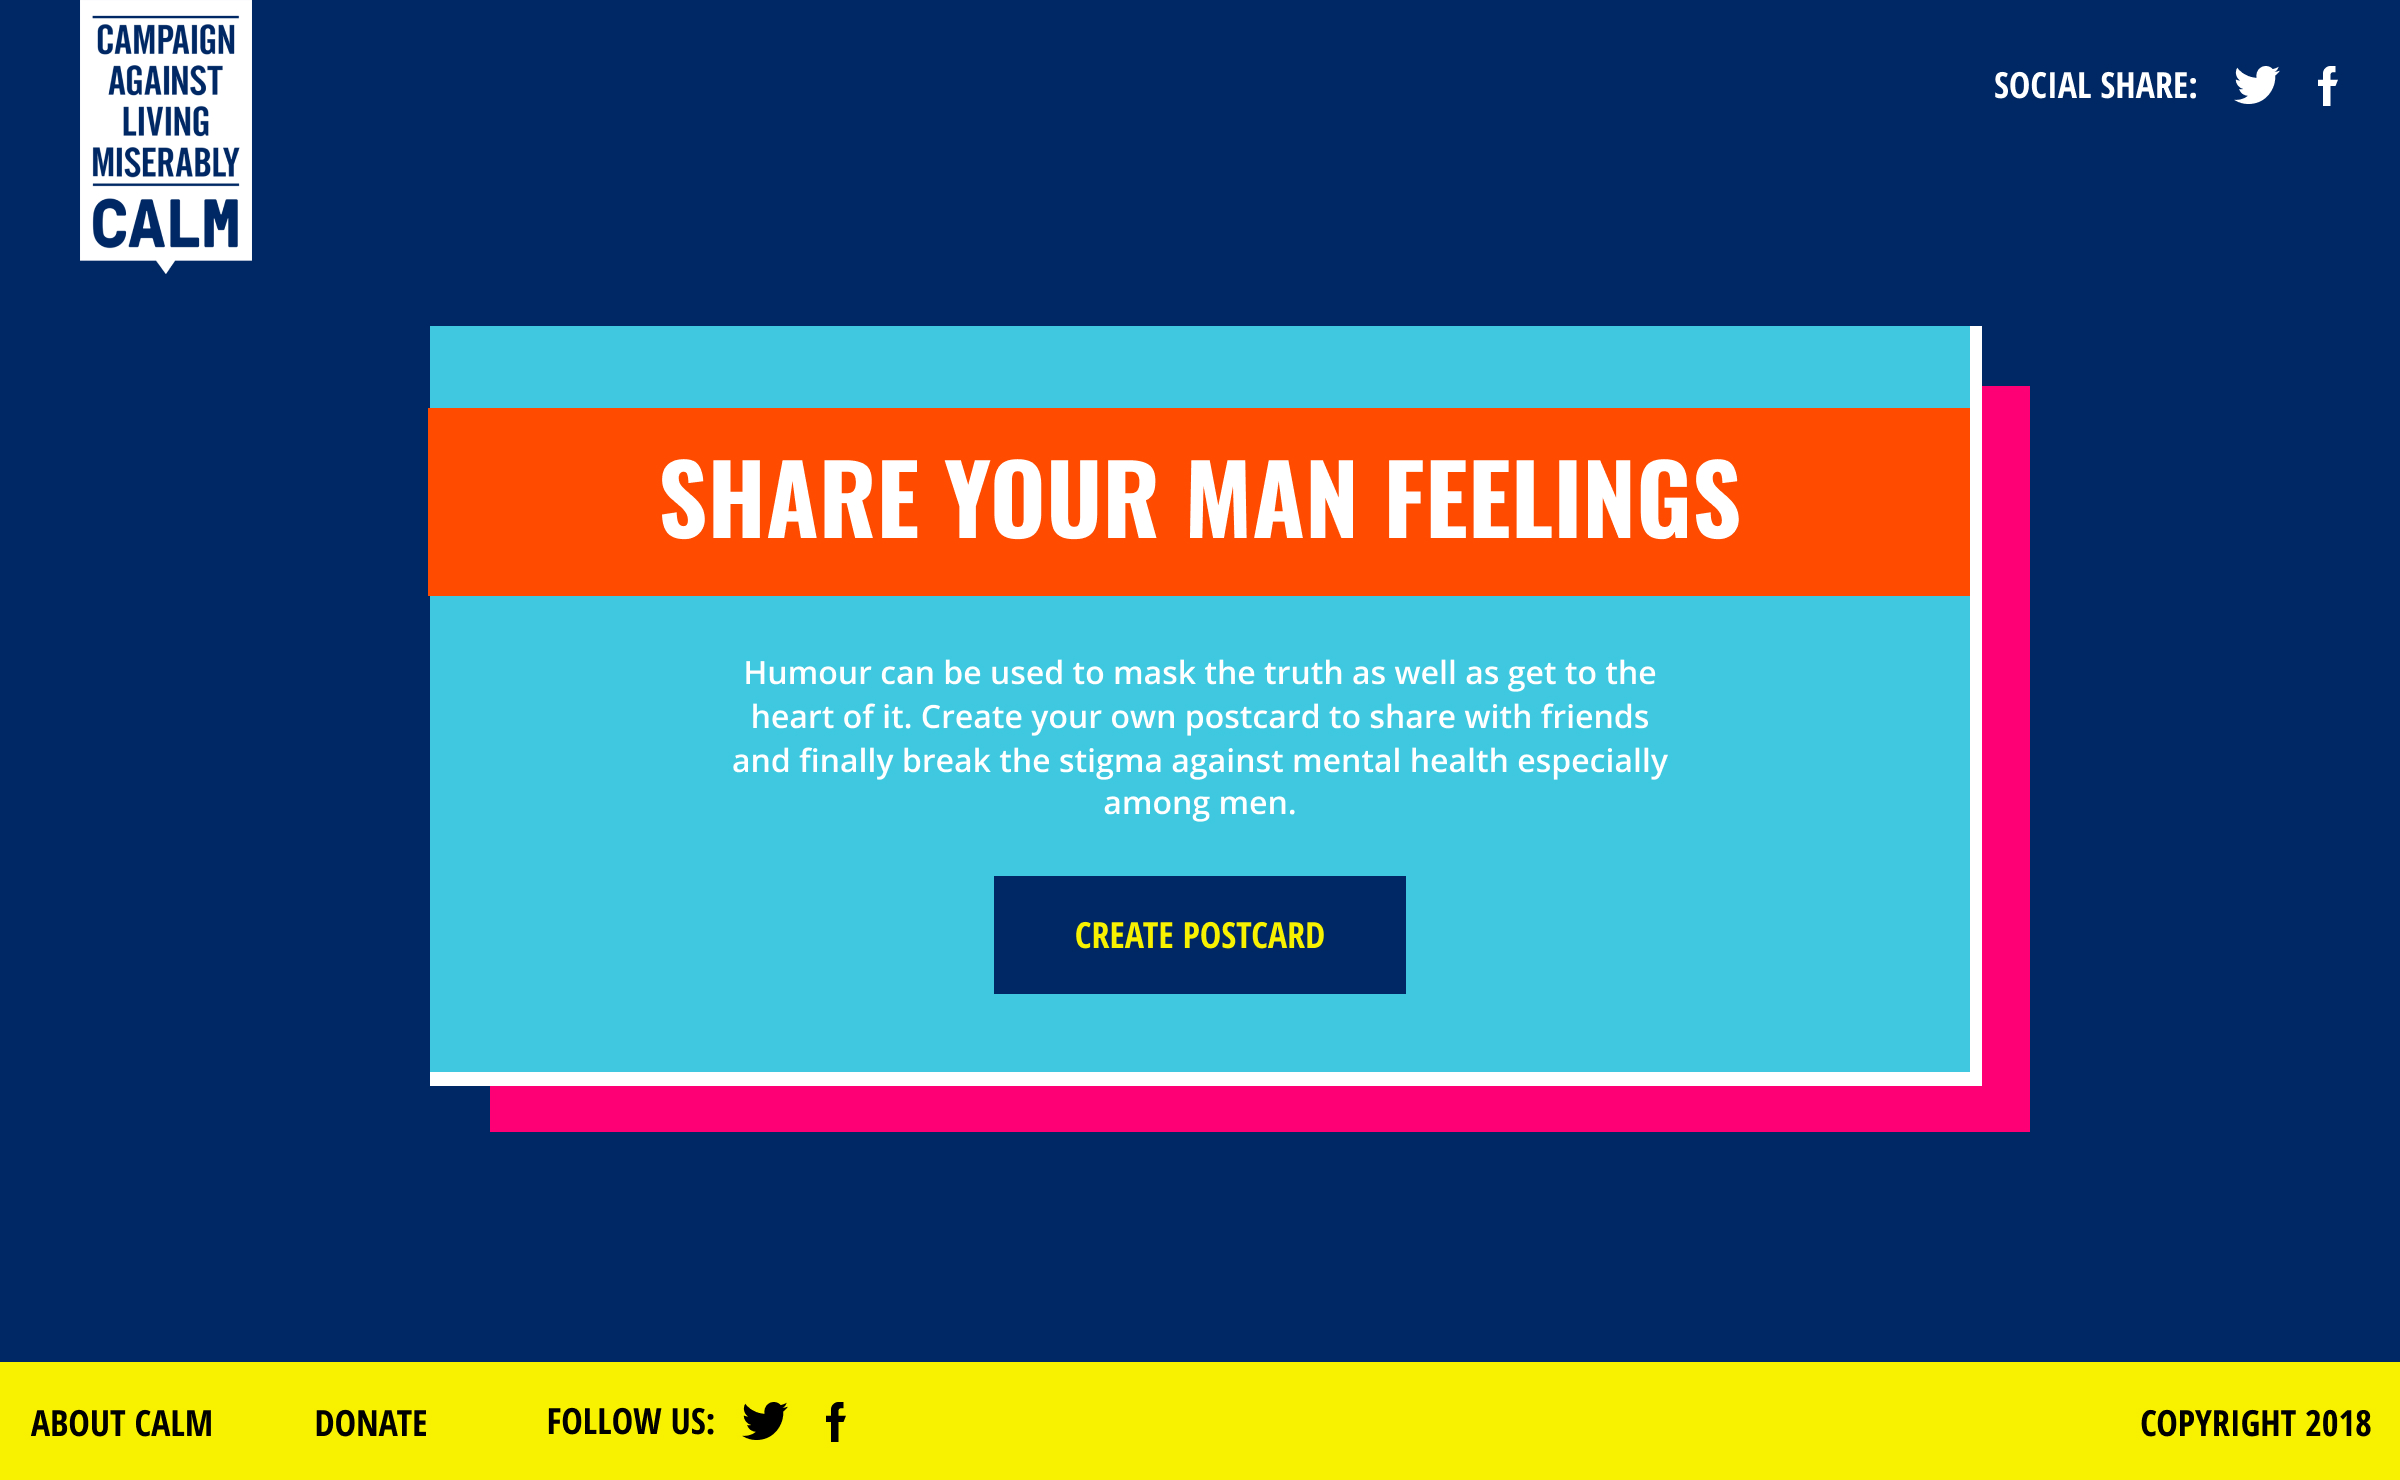 CAMPAIGN
AGAINST
LIVING
MISERABLY
CALM
SOCIAL SHARE:
SHARE YOUR MAN FEELINGS
Humour can be used to mask the truth as well as get to the
heart of it. Create your own postcard to share with friends
and finally break the stigma against mental health especially
among men.
CREATE POSTCARD
ABOUT CALM
DONATE
FOLLOW US:
COPYRIGHT 2018